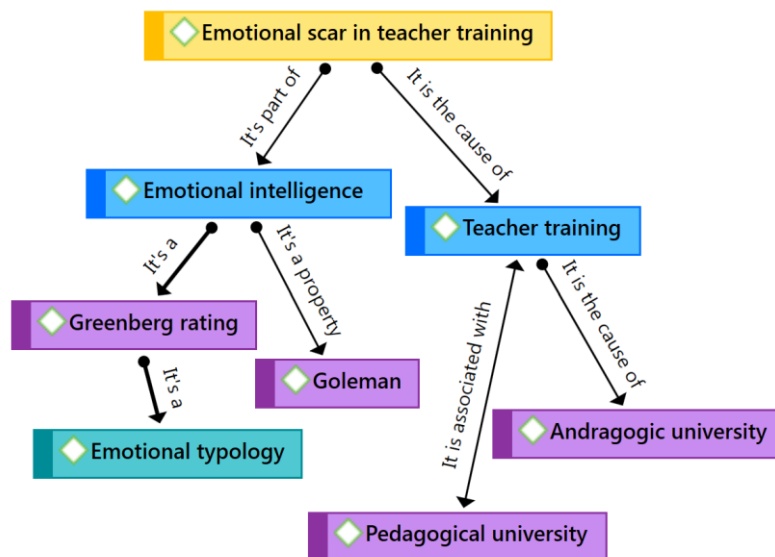 Emotional scar in teacher training
It's part of
It is the cause of
Emotional intelligence
Teacher training
It's a
It's a property
It is the cause of
Greenberg rating
Goleman
It's a
It is associated with
Andragogic university
Emotional typology
Pedagogical university